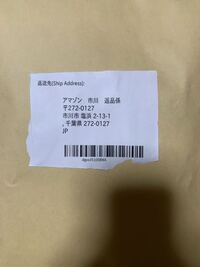 返送先(Ship Address):
アマゾン 市川 返品係
〒272-0127
市川市 塩浜 2-13-1
, 千葉県 272-0127
JP